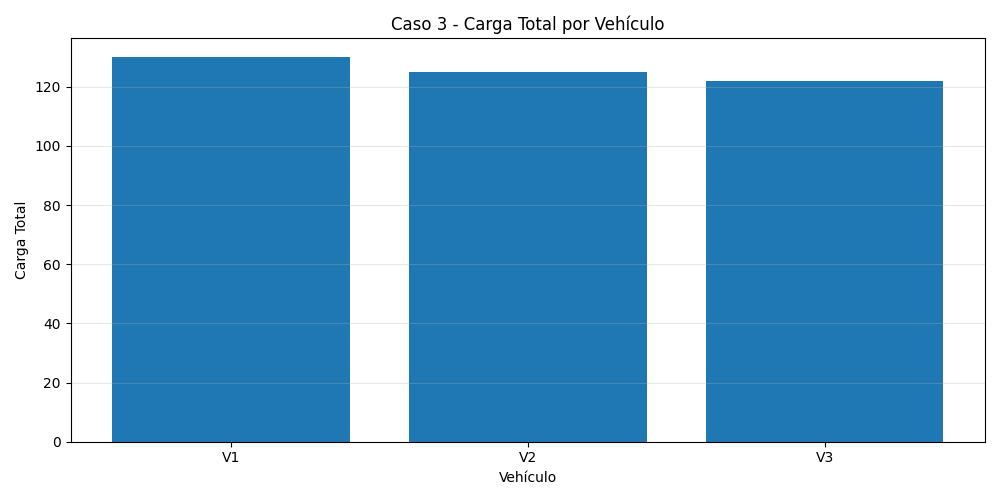 Caso 3 - Carga Total por Vehículo
Carga Total
120
100
80
60
40
20
0
V1
V2
V3
Vehículo